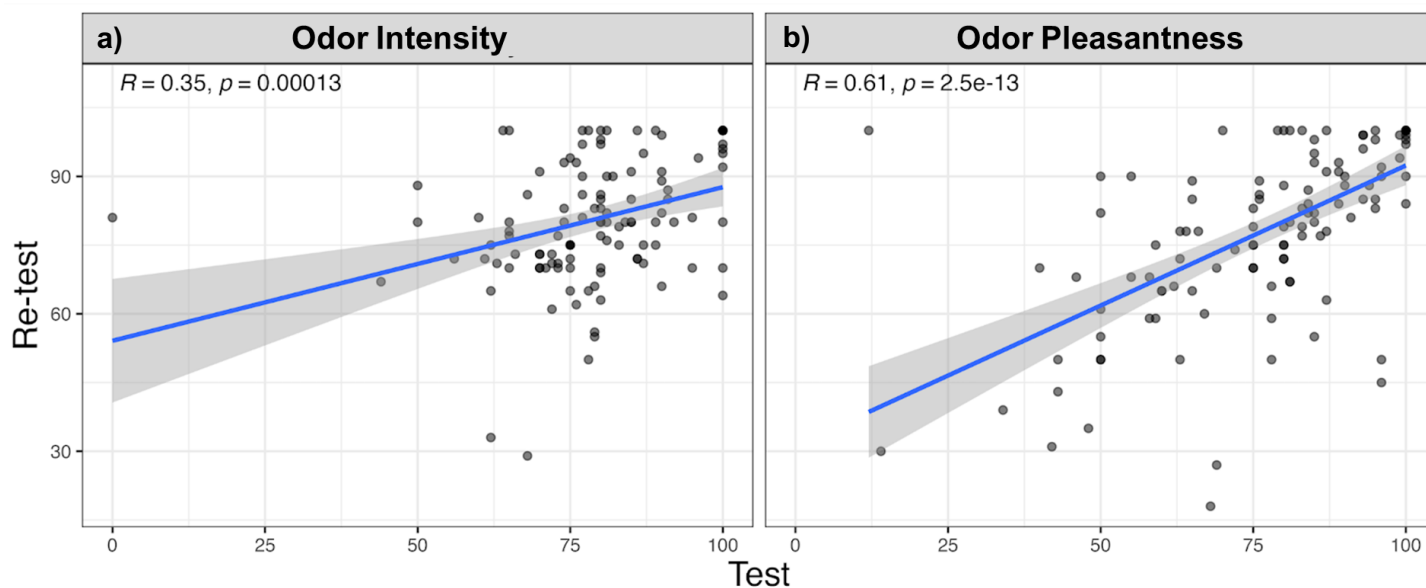 a) Odor Intensity
b) Odor Pleasantness
R = 0.35, p = 0.00013
R = 0.61, p = 2.5e-13
Re-test
90
60
30
0 25 50 75 100
0 25 50 75 100
Test